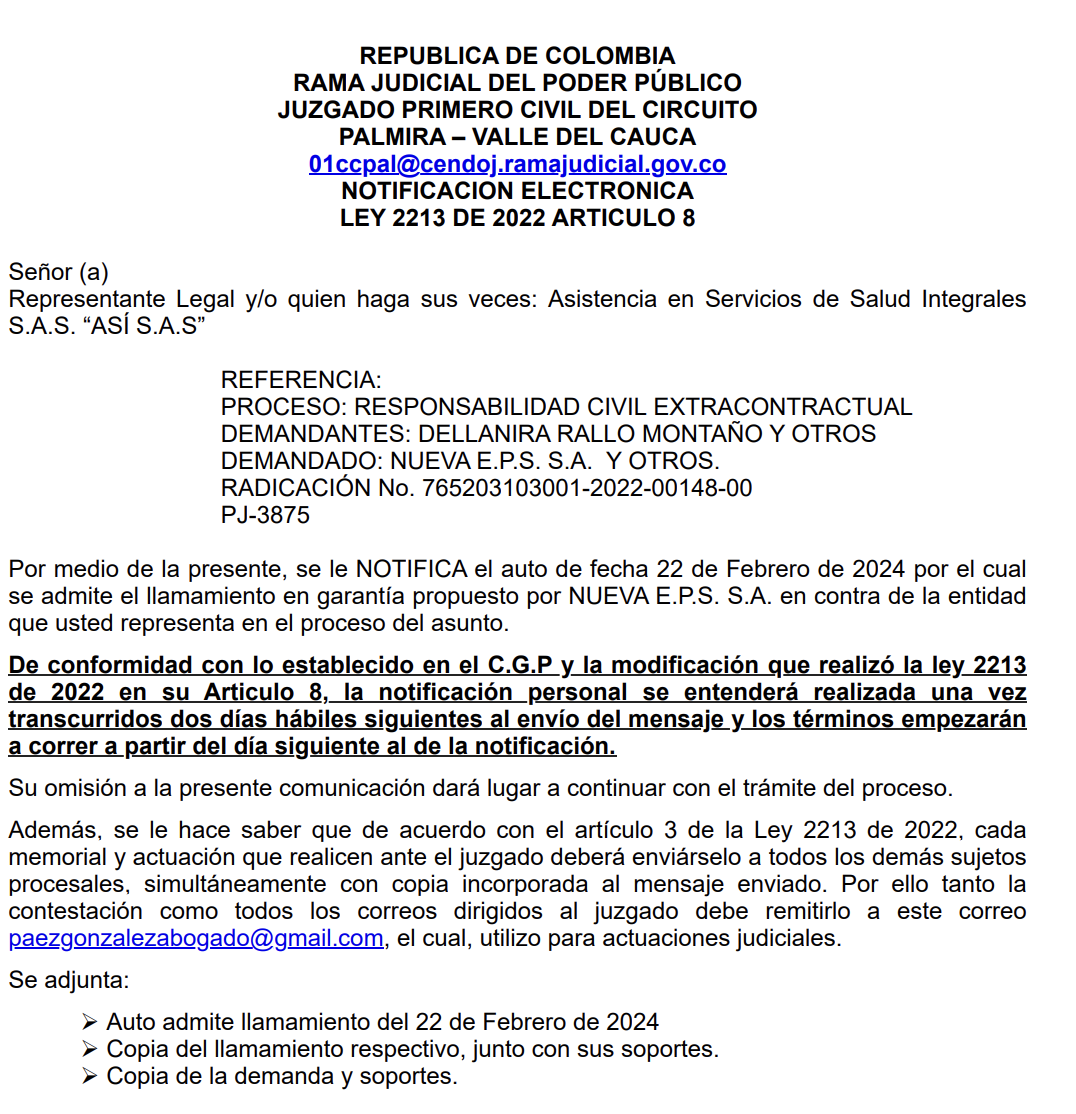 REPUBLICA DE COLOMBIA
RAMA JUDICIAL DEL PODER PÚBLICO
JUZGADO PRIMERO CIVIL DEL CIRCUITO
PALMIRA – VALLE DEL CAUCA
01ccpal@cendoj.ramajudicial.gov.co
NOTIFICACION ELECTRONICA
LEY 2213 DE 2022 ARTICULO 8
Señor (a)
Representante Legal y/o quien haga sus veces: Asistencia en Servicios de Salud Integrales
S.A.S. “ASÍ S.A.S”
REFERENCIA:
PROCESO: RESPONSABILIDAD CIVIL EXTRACONTRACTUAL
DEMANDANTES: DELLANIRA RALLO MONTAÑO Y OTROS
DEMANDADO: NUEVA E.P.S. S.A. Y OTROS.
RADICACIÓN No. 765203103001-2022-00148-00
PJ-3875
Por medio de la presente, se le NOTIFICA el auto de fecha 22 de Febrero de 2024 por el cual
se admite el llamamiento en garantía propuesto por NUEVA E.P.S. S.A. en contra de la entidad
que usted representa en el proceso del asunto.
De conformidad con lo establecido en el C.G.P y la modificación que realizó la ley 2213
de 2022 en su Articulo 8, la notificación personal se entenderá realizada una vez
transcurridos dos días hábiles siguientes al envío del mensaje y los términos empezarán
a correr a partir del día siguiente al de la notificación.
Su omisión a la presente comunicación dará lugar a continuar con el trámite del proceso.
Además, se le hace saber que de acuerdo con el artículo 3 de la Ley 2213 de 2022, cada
memorial y actuación que realicen ante el juzgado deberá enviárselo a todos los demás sujetos
procesales, simultáneamente con copia incorporada al mensaje enviado. Por ello tanto la
contestación como todos los correos dirigidos al juzgado debe remitirlo a este correo
paezgonzalezabogado@gmail.com, el cual, utilizo para actuaciones judiciales.
Se adjunta:
➢ Auto admite llamamiento del 22 de Febrero de 2024
➢ Copia del llamamiento respectivo, junto con sus soportes.
➢ Copia de la demanda y soportes.